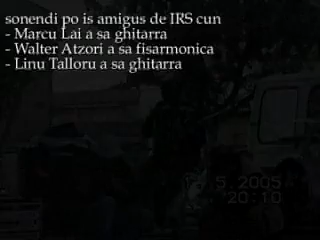 sonendi po is amigus de IRS cun
- Marcu Lai a sa ghitarra
- Walter Atzori a sa fisarmonica
- Linu Talloru a sa ghitarra
5.2005
20:10